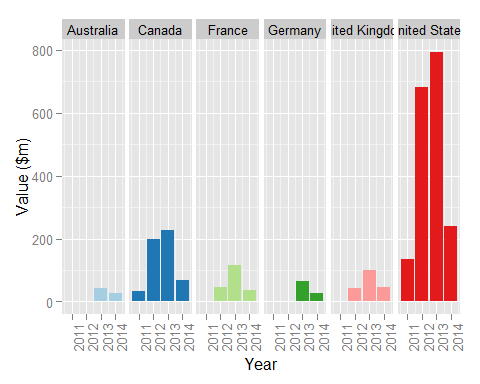 Australia Canada France Germany ited Kingdo nited State
800
600
400
200
0
Value ($m)
2011 2012 2013 2014 2011 2012 2013 2014 2011 2012 2013 2014 2011 2012 2013 2014 2011 2012 2013 2014 2011 2012 2013 2014
Year